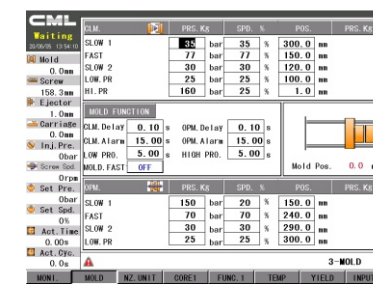 CML
Waiting
20/06/05 13:54:10
Mold
0.0mm
Screw
158.3mm
Ejector
1.0mm
Carriage
0.0mm
Inj.Pre.
0bar
Screw Spd.
0rpm
Set Pre.
0bar
Set Spd.
0%
Act.Time
0.00s
Act.Cyc.
0.0s
CLM. PRS. Kg SPD. % POS. PRS. Kg
SLOW 1 35 bar 35 % 300.0 mm
FAST 77 bar 77 % 150.0 mm
SLOW 2 30 bar 30 % 120.0 mm
LOW.PR 25 bar 25 % 100.0 mm
HI.PR 160 bar 25 % 1.0 mm
MOLD FUNCTION
CLM.Delay 0.10 s OPM.Delay 0.10 s
CLM.Alarm 15.00 s OPM.Alarm 15.00 s
LOW PRO. 5.00 s HIGH PRO. 5.00 s
MOLD.FAST OFF
Mold Pos. 0.0
OPM. PRS. Kg SPD. % POS. PRS. Kg
SLOW 1 150 bar 20 % 150.0 mm
FAST 70 bar 70 % 240.0 mm
SLOW 2 30 bar 30 % 290.0 mm
LOW.PR 25 bar 25 % 300.0 mm
3-MOLD
MONI. MOLD NZ.UNIT CORE1 FUNC.1 TEMP YIELD INPU